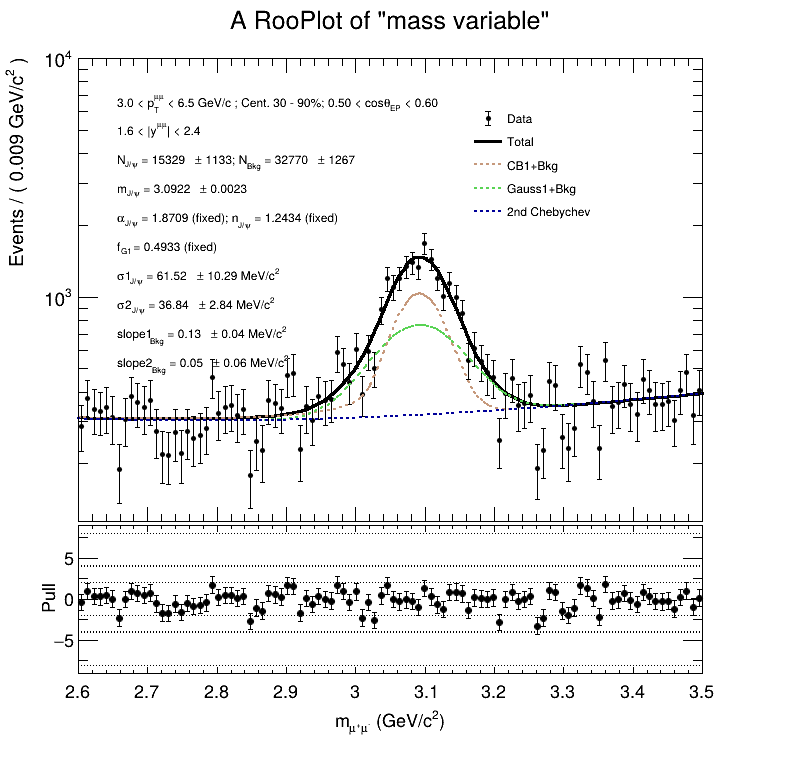 A RooPlot of "mass variable"
Events / ( 0.009 GeV/c² )
10⁴
10³
3.0 < p_T^μμ < 6.5 GeV/c ; Cent. 30 - 90%; 0.50 < cosθ_EP < 0.60
1.6 < |y^μμ| < 2.4
N_J/ψ = 15329 ± 1133; N_Bkg = 32770 ± 1267
m_J/ψ = 3.0922 ± 0.0023
α_J/ψ = 1.8709 (fixed); n_J/ψ = 1.2434 (fixed)
f_G1 = 0.4933 (fixed)
σ1_J/ψ = 61.52 ± 10.29 MeV/c²
σ2_J/ψ = 36.84 ± 2.84 MeV/c²
slope1_Bkg = 0.13 ± 0.04 MeV/c²
slope2_Bkg = 0.05 ± 0.06 MeV/c²
Data
Total
CB1+Bkg
Gauss1+Bkg
2nd Chebychev
Pull
5
0
−5
2.6 2.7 2.8 2.9 3 3.1 3.2 3.3 3.4 3.5
m_μ⁺μ⁻ (GeV/c²)